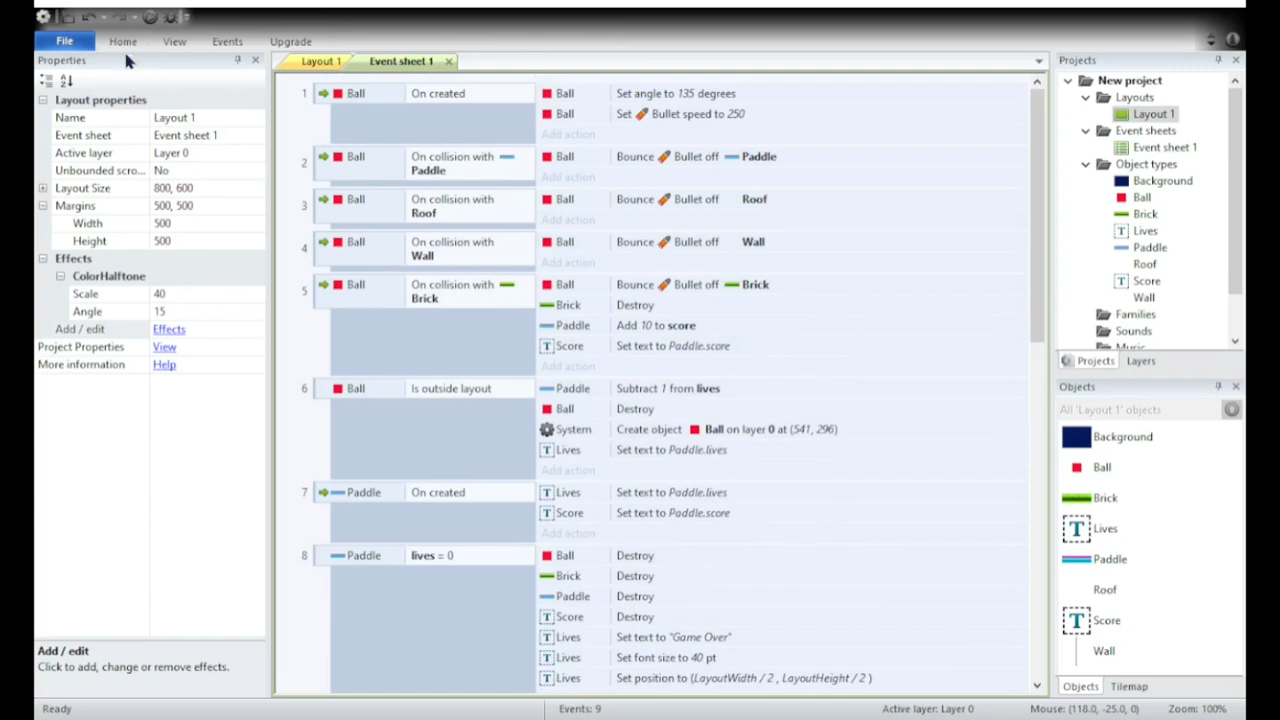 File Home View Events Upgrade
Properties
Layout 1 Event sheet 1
Projects
Layout properties
Name Layout 1
Event sheet Event sheet 1
Active layer Layer 0
Unbounded scro... No
Layout Size 800, 600
Margins 500, 500
Width 500
Height 500
Effects
ColorHalftone
Scale 40
Angle 15
Add / edit Effects
Project Properties View
More information Help
Add / edit
Click to add, change or remove effects.
1 Ball On created Ball Set angle to 135 degrees
Ball Set Bullet speed to 250
Add action
2 Ball On collision with Paddle Ball Bounce Bullet off Paddle
Add action
3 Ball On collision with Roof Ball Bounce Bullet off Roof
Add action
4 Ball On collision with Wall Ball Bounce Bullet off Wall
Add action
5 Ball On collision with Brick Ball Bounce Bullet off Brick
Brick Destroy
Paddle Add 10 to score
T Score Set text to Paddle.score
Add action
6 Ball Is outside layout Paddle Subtract 1 from lives
Ball Destroy
System Create object Ball on layer 0 at (541, 296)
T Lives Set text to Paddle.lives
Add action
7 Paddle On created T Lives Set text to Paddle.lives
T Score Set text to Paddle.score
Add action
8 Paddle lives = 0 Ball Destroy
Brick Destroy
Paddle Destroy
T Score Destroy
T Lives Set text to "Game Over"
T Lives Set font size to 40 pt
T Lives Set position to (LayoutWidth / 2 , LayoutHeight / 2 )
New project
Layouts
Layout 1
Event sheets
Event sheet 1
Object types
Background
Ball
Brick
T Lives
Paddle
Roof
T Score
Wall
Families
Sounds
Music
Projects Layers
Objects
All 'Layout 1' objects
Background
Ball
Brick
T Lives
Paddle
Roof
T Score
Wall
Objects Tilemap
Ready Events: 9 Active layer: Layer 0 Mouse: (118.0, -25.0, 0) Zoom: 100%